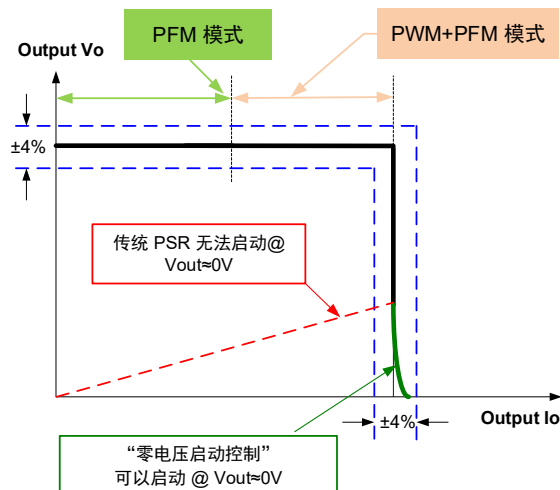 PFM 模式
PWM+PFM 模式
Output Vo
±4%
传统 PSR 无法启动@
Vout≈0V
Output Io
±4%
“零电压启动控制”
可以启动 @ Vout≈0V